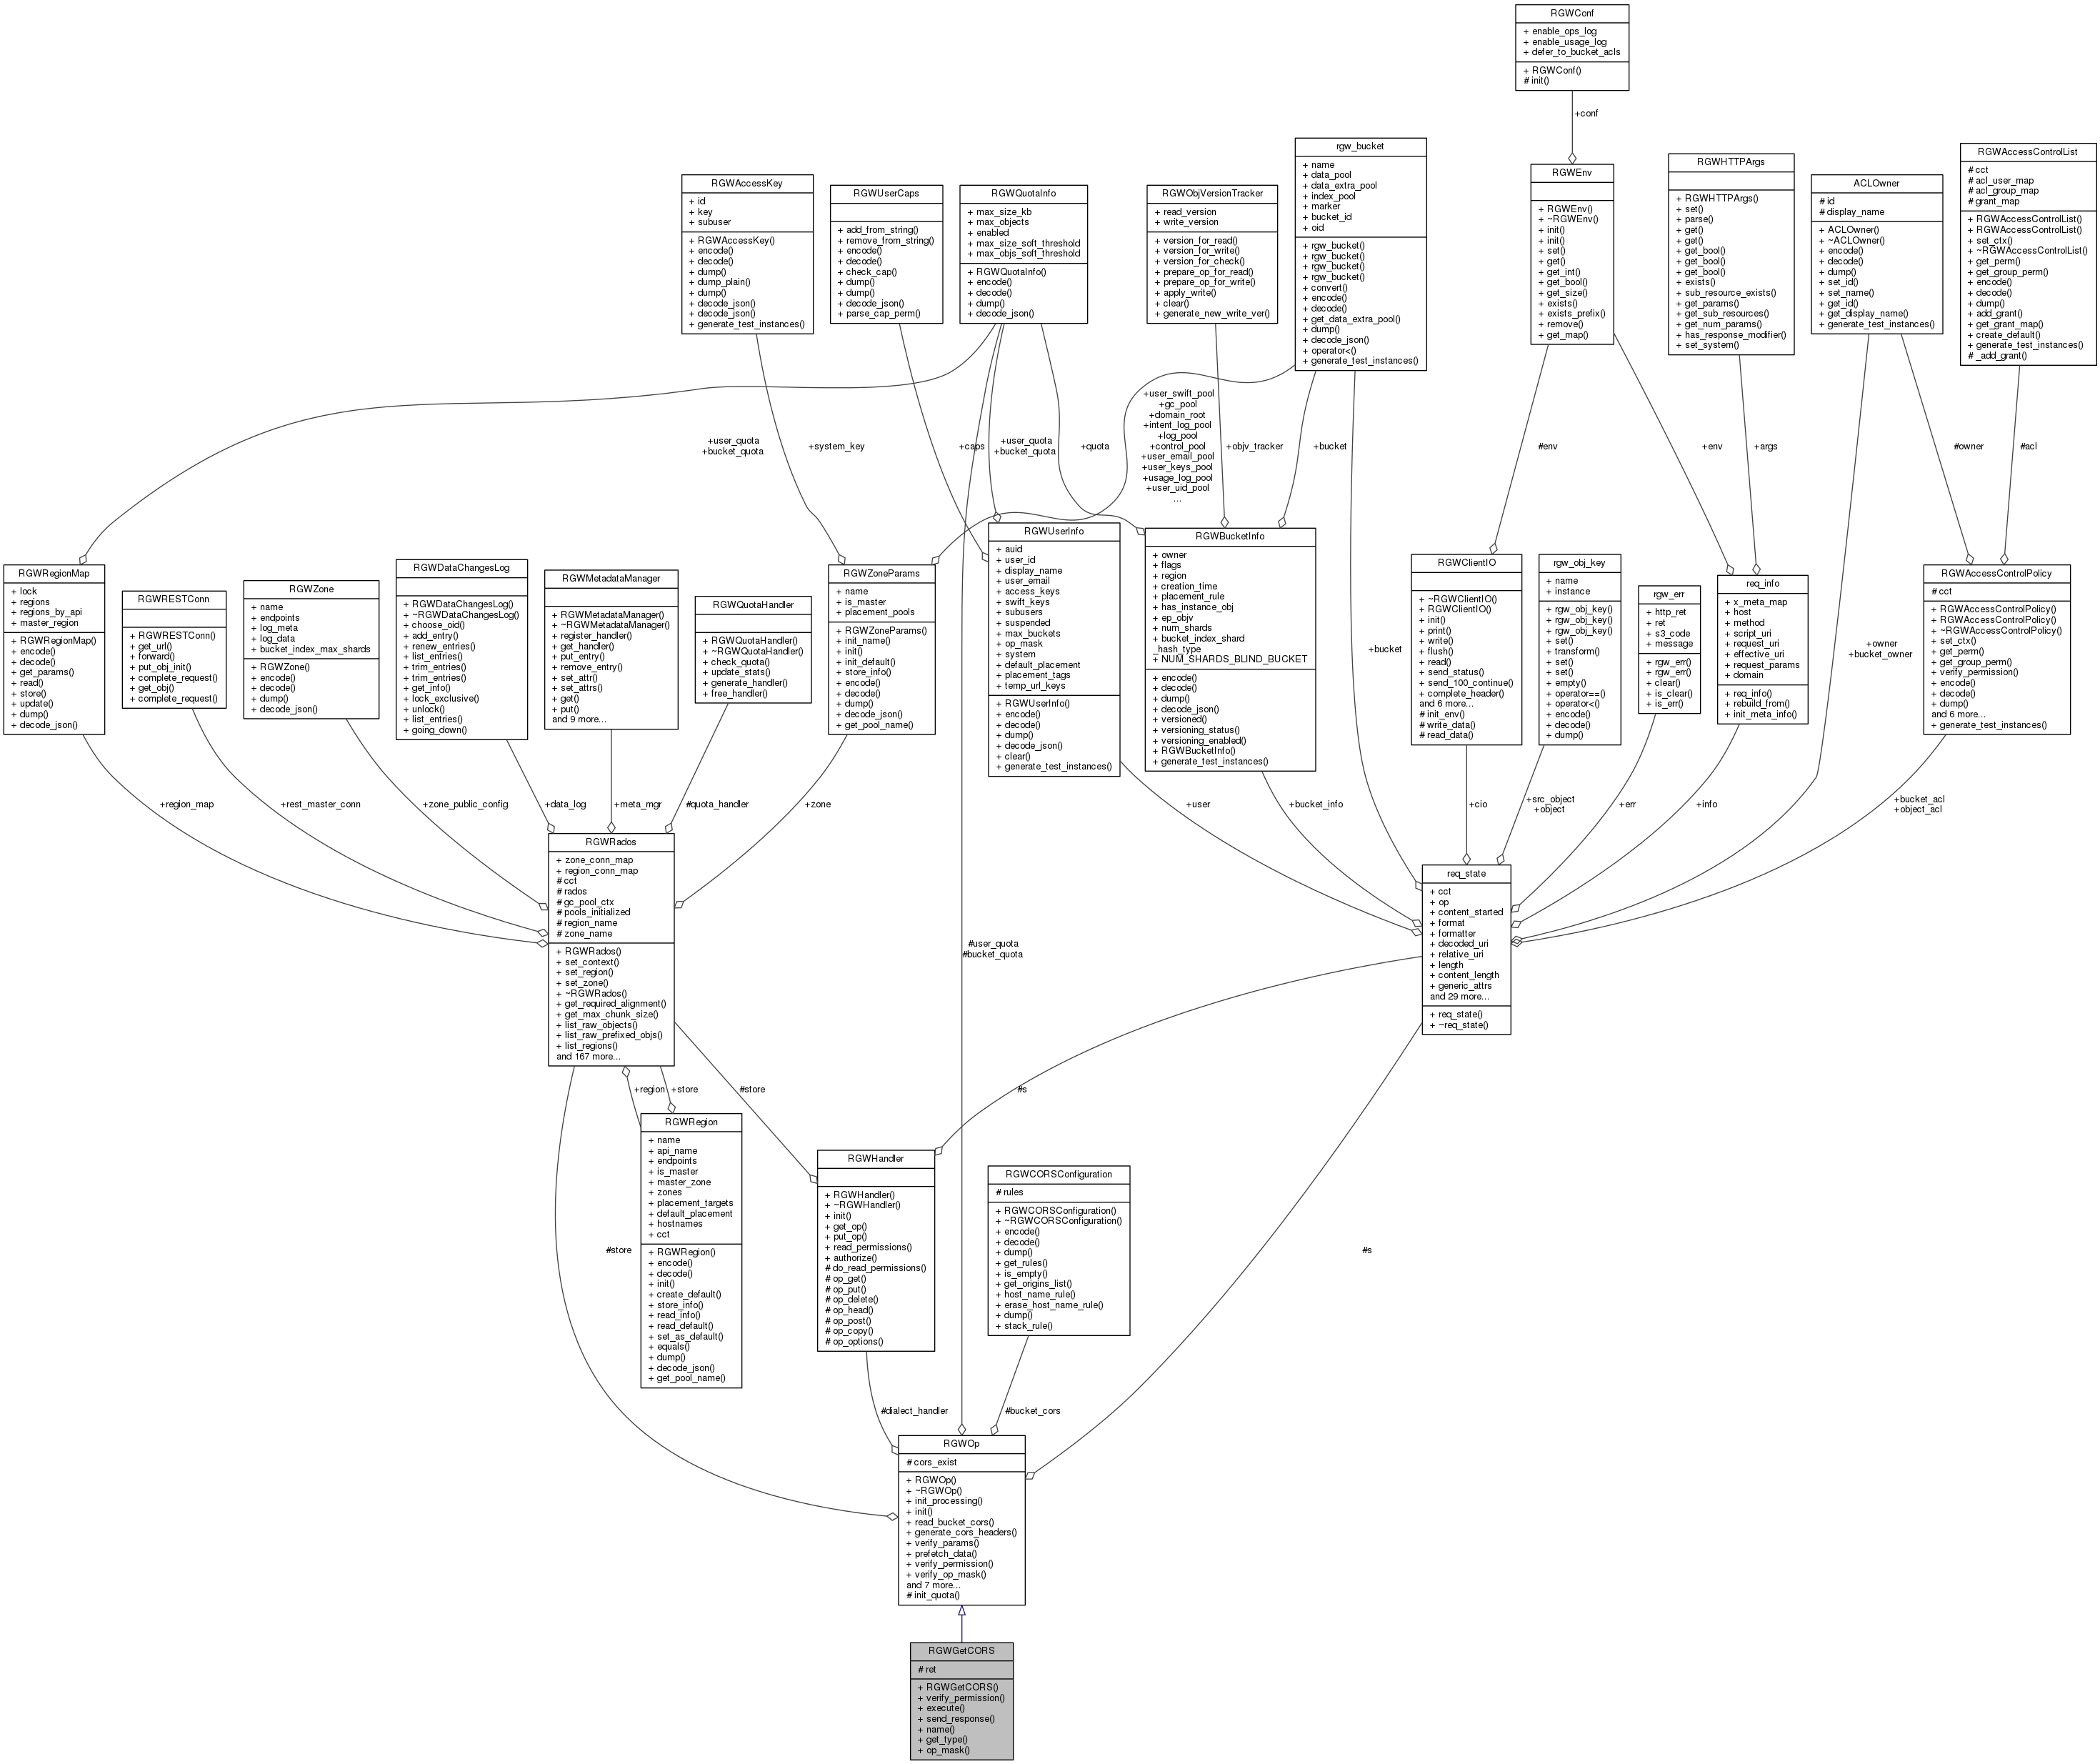 RGWConf
+ enable_ops_log
+ enable_usage_log
+ defer_to_bucket_acls
+ RGWConf()
# init()
+conf
RGWAccessKey
+ id
+ key
+ subuser
+ RGWAccessKey()
+ encode()
+ decode()
+ dump()
+ dump_plain()
+ dump()
+ decode_json()
+ decode_json()
+ generate_test_instances()
RGWUserCaps
+ add_from_string()
+ remove_from_string()
+ encode()
+ decode()
+ check_cap()
+ dump()
+ dump()
+ decode_json()
+ parse_cap_perm()
RGWQuotaInfo
+ max_size_kb
+ max_objects
+ enabled
+ max_size_soft_threshold
+ max_objs_soft_threshold
+ RGWQuotaInfo()
+ encode()
+ decode()
+ dump()
+ decode_json()
RGWObjVersionTracker
+ read_version
+ write_version
+ version_for_read()
+ version_for_write()
+ version_for_check()
+ prepare_op_for_read()
+ prepare_op_for_write()
+ apply_write()
+ clear()
+ generate_new_write_ver()
rgw_bucket
+ name
+ data_pool
+ data_extra_pool
+ index_pool
+ marker
+ bucket_id
+ oid
+ rgw_bucket()
+ rgw_bucket()
+ rgw_bucket()
+ rgw_bucket()
+ convert()
+ encode()
+ decode()
+ get_data_extra_pool()
+ dump()
+ decode_json()
+ operator<()
+ generate_test_instances()
RGWEnv
+ RGWEnv()
+ ~RGWEnv()
+ init()
+ init()
+ set()
+ get()
+ get_int()
+ get_bool()
+ get_size()
+ exists()
+ exists_prefix()
+ remove()
+ get_map()
RGWHTTPArgs
+ RGWHTTPArgs()
+ set()
+ parse()
+ get()
+ get()
+ get_bool()
+ get_bool()
+ get_bool()
+ exists()
+ sub_resource_exists()
+ get_params()
+ get_sub_resources()
+ get_num_params()
+ has_response_modifier()
+ set_system()
ACLOwner
# id
# display_name
+ ACLOwner()
+ ~ACLOwner()
+ encode()
+ decode()
+ dump()
+ set_id()
+ set_name()
+ get_id()
+ get_display_name()
+ generate_test_instances()
RGWAccessControlList
# cct
# acl_user_map
# acl_group_map
# grant_map
+ RGWAccessControlList()
+ RGWAccessControlList()
+ set_ctx()
+ ~RGWAccessControlList()
+ get_perm()
+ get_group_perm()
+ encode()
+ decode()
+ dump()
+ add_grant()
+ get_grant_map()
+ create_default()
+ generate_test_instances()
# _add_grant()
+user_quota
+bucket_quota
+system_key
+caps
+user_quota
+bucket_quota
+quota
+user_swift_pool
+gc_pool
+domain_root
+intent_log_pool
+log_pool
+control_pool
+user_email_pool
+user_keys_pool
+usage_log_pool
+user_uid_pool
...
+objv_tracker
+bucket
#env
+env
+args
#owner
#acl
RGWRegionMap
+ lock
+ regions
+ regions_by_api
+ master_region
+ RGWRegionMap()
+ encode()
+ decode()
+ get_params()
+ read()
+ store()
+ update()
+ dump()
+ decode_json()
RGWRESTConn
+ RGWRESTConn()
+ get_url()
+ forward()
+ put_obj_init()
+ complete_request()
+ get_obj()
+ complete_request()
RGWZone
+ name
+ endpoints
+ log_meta
+ log_data
+ bucket_index_max_shards
+ RGWZone()
+ encode()
+ decode()
+ dump()
+ decode_json()
RGWDataChangesLog
+ RGWDataChangesLog()
+ ~RGWDataChangesLog()
+ choose_oid()
+ add_entry()
+ renew_entries()
+ list_entries()
+ trim_entries()
+ trim_entries()
+ get_info()
+ lock_exclusive()
+ unlock()
+ list_entries()
+ going_down()
RGWMetadataManager
+ RGWMetadataManager()
+ ~RGWMetadataManager()
+ register_handler()
+ get_handler()
+ put_entry()
+ remove_entry()
+ set_attr()
+ set_attrs()
+ get()
+ put()
and 9 more...
RGWQuotaHandler
+ RGWQuotaHandler()
+ ~RGWQuotaHandler()
+ check_quota()
+ update_stats()
+ generate_handler()
+ free_handler()
RGWZoneParams
+ name
+ is_master
+ placement_pools
+ RGWZoneParams()
+ init_name()
+ init()
+ init_default()
+ store_info()
+ encode()
+ decode()
+ dump()
+ decode_json()
+ get_pool_name()
RGWUserInfo
+ auid
+ user_id
+ display_name
+ user_email
+ access_keys
+ swift_keys
+ subusers
+ suspended
+ max_buckets
+ op_mask
+ system
+ default_placement
+ placement_tags
+ temp_url_keys
+ RGWUserInfo()
+ encode()
+ decode()
+ dump()
+ decode_json()
+ clear()
+ generate_test_instances()
RGWBucketInfo
+ owner
+ flags
+ region
+ creation_time
+ placement_rule
+ has_instance_obj
+ ep_objv
+ num_shards
+ bucket_index_shard
_hash_type
+ NUM_SHARDS_BLIND_BUCKET
+ encode()
+ decode()
+ dump()
+ decode_json()
+ versioned()
+ versioning_status()
+ versioning_enabled()
+ RGWBucketInfo()
+ generate_test_instances()
+bucket
RGWClientIO
+ ~RGWClientIO()
+ RGWClientIO()
+ init()
+ print()
+ write()
+ flush()
+ read()
+ send_status()
+ send_100_continue()
+ complete_header()
and 6 more...
# init_env()
# write_data()
# read_data()
rgw_obj_key
+ name
+ instance
+ rgw_obj_key()
+ rgw_obj_key()
+ rgw_obj_key()
+ set()
+ transform()
+ set()
+ set()
+ empty()
+ operator==()
+ operator<()
+ encode()
+ decode()
+ dump()
rgw_err
+ http_ret
+ ret
+ s3_code
+ message
+ rgw_err()
+ rgw_err()
+ clear()
+ is_clear()
+ is_err()
req_info
+ x_meta_map
+ host
+ method
+ script_uri
+ request_uri
+ effective_uri
+ request_params
+ domain
+ req_info()
+ rebuild_from()
+ init_meta_info()
+owner
+bucket_owner
RGWAccessControlPolicy
# cct
+ RGWAccessControlPolicy()
+ RGWAccessControlPolicy()
+ ~RGWAccessControlPolicy()
+ set_ctx()
+ get_perm()
+ get_group_perm()
+ verify_permission()
+ encode()
+ decode()
+ dump()
and 6 more...
+ generate_test_instances()
+region_map
+rest_master_conn
+zone_public_config
+data_log
+meta_mgr
#quota_handler
+zone
+user
+bucket_info
+cio
+src_object
+object
+err
+info
+bucket_acl
+object_acl
RGWRados
+ zone_conn_map
+ region_conn_map
# cct
# rados
# gc_pool_ctx
# pools_initialized
# region_name
# zone_name
+ RGWRados()
+ set_context()
+ set_region()
+ set_zone()
+ ~RGWRados()
+ get_required_alignment()
+ get_max_chunk_size()
+ list_raw_objects()
+ list_raw_prefixed_objs()
+ list_regions()
and 167 more...
#user_quota
#bucket_quota
req_state
+ cct
+ op
+ content_started
+ format
+ formatter
+ decoded_uri
+ relative_uri
+ length
+ content_length
+ generic_attrs
and 29 more...
+ req_state()
+ ~req_state()
+region
+store
#store
#s
RGWRegion
+ name
+ api_name
+ endpoints
+ is_master
+ master_zone
+ zones
+ placement_targets
+ default_placement
+ hostnames
+ cct
+ RGWRegion()
+ encode()
+ decode()
+ init()
+ create_default()
+ store_info()
+ read_info()
+ read_default()
+ set_as_default()
+ equals()
+ dump()
+ decode_json()
+ get_pool_name()
RGWHandler
+ RGWHandler()
+ ~RGWHandler()
+ init()
+ get_op()
+ put_op()
+ read_permissions()
+ authorize()
# do_read_permissions()
# op_get()
# op_put()
# op_delete()
# op_head()
# op_post()
# op_copy()
# op_options()
RGWCORSConfiguration
# rules
+ RGWCORSConfiguration()
+ ~RGWCORSConfiguration()
+ encode()
+ decode()
+ dump()
+ get_rules()
+ is_empty()
+ get_origins_list()
+ host_name_rule()
+ erase_host_name_rule()
+ dump()
+ stack_rule()
#store
#s
#dialect_handler
#bucket_cors
RGWOp
# cors_exist
+ RGWOp()
+ ~RGWOp()
+ init_processing()
+ init()
+ read_bucket_cors()
+ generate_cors_headers()
+ verify_params()
+ prefetch_data()
+ verify_permission()
+ verify_op_mask()
and 7 more...
# init_quota()
RGWGetCORS
# ret
+ RGWGetCORS()
+ verify_permission()
+ execute()
+ send_response()
+ name()
+ get_type()
+ op_mask()